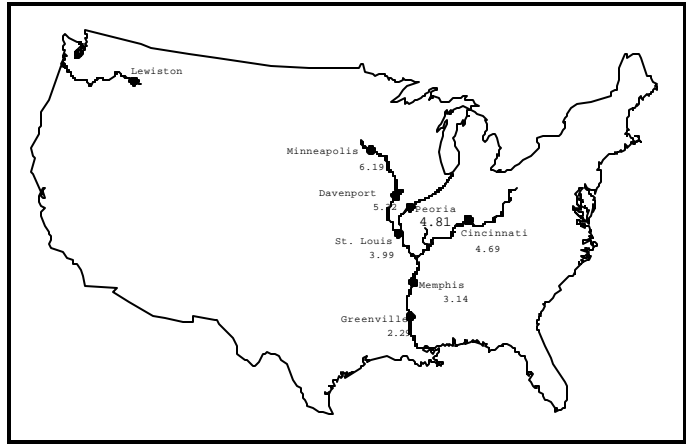 Lewiston
Minneapolis
6.19
Davenport
Peoria
4.81
Cincinnati
4.69
St. Louis
3.99
Memphis
3.14
Greenville